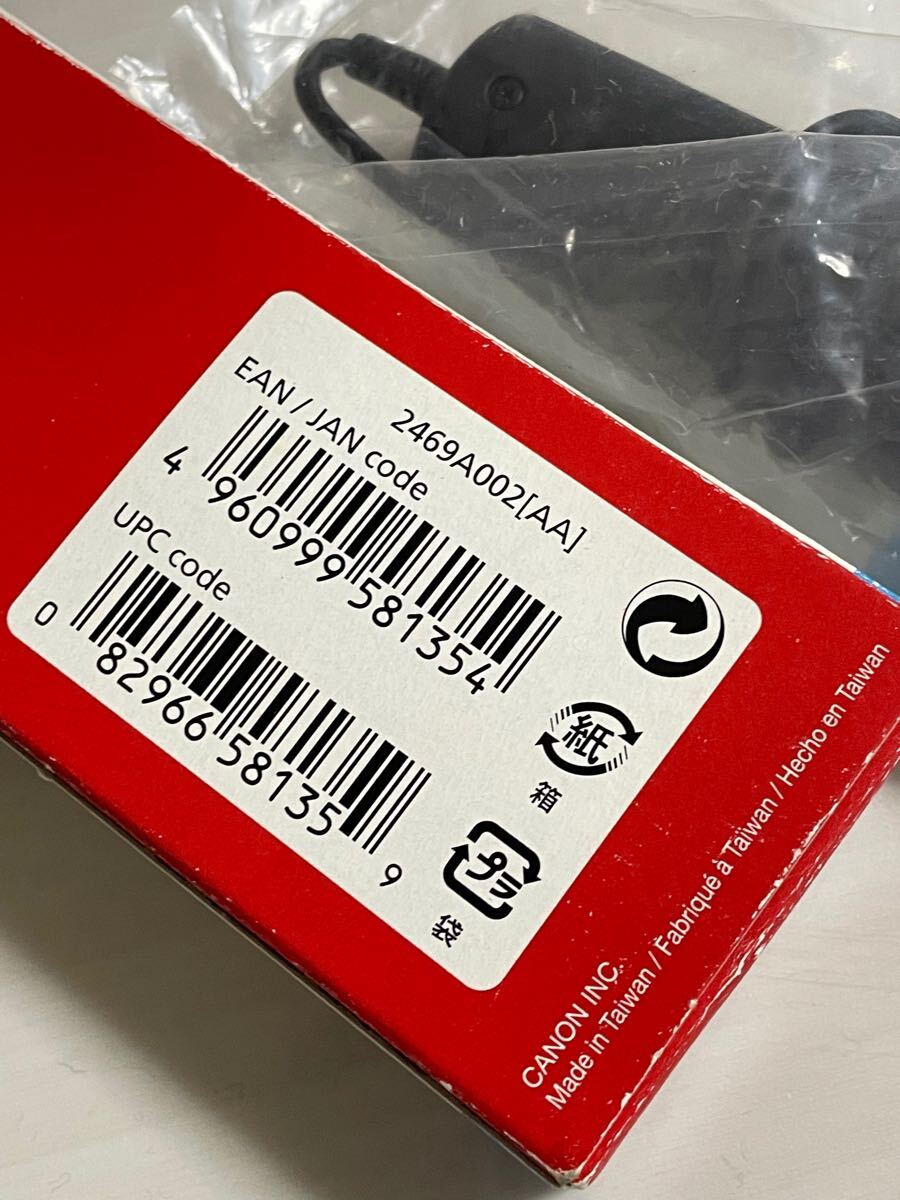 2469A002[AA]
EAN / JAN code
4 960999 581354
UPC code
0 82966 58135 9
紙
箱
プラ
袋
CANON INC.
Made in Taiwan / Fabriqué à Taïwan / Hecho en Taiwan